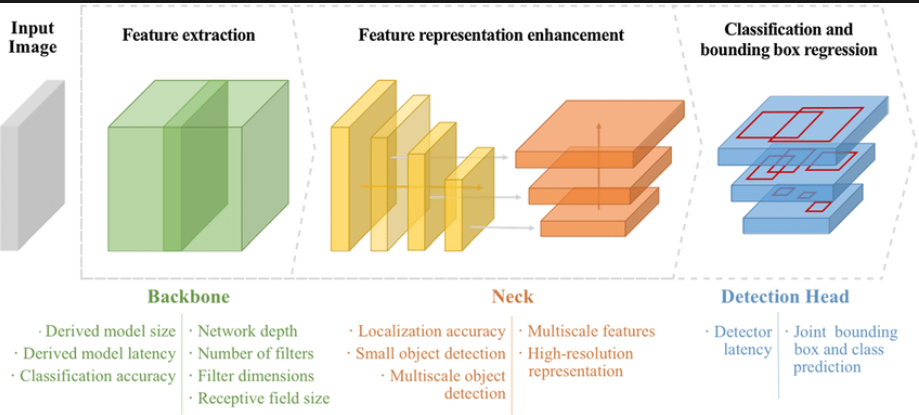 Input
Image
Feature extraction
Feature representation enhancement
Classification and
bounding box regression
Backbone
· Derived model size
· Derived model latency
· Classification accuracy
· Network depth
· Number of filters
· Filter dimensions
· Receptive field size
Neck
· Localization accuracy
· Small object detection
· Multiscale object
detection
· Multiscale features
· High-resolution
representation
Detection Head
· Detector
latency
· Joint bounding
box and class
prediction